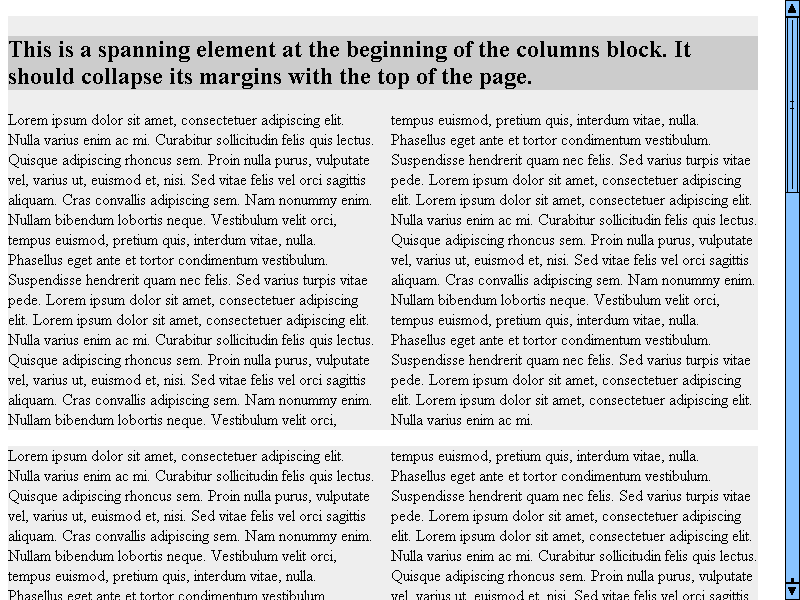 This is a spanning element at the beginning of the columns block. It
should collapse its margins with the top of the page.
Lorem ipsum dolor sit amet, consectetuer adipiscing elit.
Nulla varius enim ac mi. Curabitur sollicitudin felis quis lectus.
Quisque adipiscing rhoncus sem. Proin nulla purus, vulputate
vel, varius ut, euismod et, nisi. Sed vitae felis vel orci sagittis
aliquam. Cras convallis adipiscing sem. Nam nonummy enim.
Nullam bibendum lobortis neque. Vestibulum velit orci,
tempus euismod, pretium quis, interdum vitae, nulla.
Phasellus eget ante et tortor condimentum vestibulum.
Suspendisse hendrerit quam nec felis. Sed varius turpis vitae
pede. Lorem ipsum dolor sit amet, consectetuer adipiscing
elit. Lorem ipsum dolor sit amet, consectetuer adipiscing elit.
Nulla varius enim ac mi. Curabitur sollicitudin felis quis lectus.
Quisque adipiscing rhoncus sem. Proin nulla purus, vulputate
vel, varius ut, euismod et, nisi. Sed vitae felis vel orci sagittis
aliquam. Cras convallis adipiscing sem. Nam nonummy enim.
Nullam bibendum lobortis neque. Vestibulum velit orci,
tempus euismod, pretium quis, interdum vitae, nulla.
Phasellus eget ante et tortor condimentum vestibulum.
Suspendisse hendrerit quam nec felis. Sed varius turpis vitae
pede. Lorem ipsum dolor sit amet, consectetuer adipiscing
elit. Lorem ipsum dolor sit amet, consectetuer adipiscing elit.
Nulla varius enim ac mi. Curabitur sollicitudin felis quis lectus.
Quisque adipiscing rhoncus sem. Proin nulla purus, vulputate
vel, varius ut, euismod et, nisi. Sed vitae felis vel orci sagittis
aliquam. Cras convallis adipiscing sem. Nam nonummy enim.
Nullam bibendum lobortis neque. Vestibulum velit orci,
tempus euismod, pretium quis, interdum vitae, nulla.
Phasellus eget ante et tortor condimentum vestibulum.
Suspendisse hendrerit quam nec felis. Sed varius turpis vitae
pede. Lorem ipsum dolor sit amet, consectetuer adipiscing
elit. Lorem ipsum dolor sit amet, consectetuer adipiscing elit.
Nulla varius enim ac mi.
Lorem ipsum dolor sit amet, consectetuer adipiscing elit.
Nulla varius enim ac mi. Curabitur sollicitudin felis quis lectus.
Quisque adipiscing rhoncus sem. Proin nulla purus, vulputate
vel, varius ut, euismod et, nisi. Sed vitae felis vel orci sagittis
aliquam. Cras convallis adipiscing sem. Nam nonummy enim.
Nullam bibendum lobortis neque. Vestibulum velit orci,
tempus euismod, pretium quis, interdum vitae, nulla.
Phasellus eget ante et tortor condimentum vestibulum.
tempus euismod, pretium quis, interdum vitae, nulla.
Phasellus eget ante et tortor condimentum vestibulum.
Suspendisse hendrerit quam nec felis. Sed varius turpis vitae
pede. Lorem ipsum dolor sit amet, consectetuer adipiscing
elit. Lorem ipsum dolor sit amet, consectetuer adipiscing elit.
Nulla varius enim ac mi. Curabitur sollicitudin felis quis lectus.
Quisque adipiscing rhoncus sem. Proin nulla purus, vulputate
vel, varius ut, euismod et, nisi. Sed vitae felis vel orci sagittis